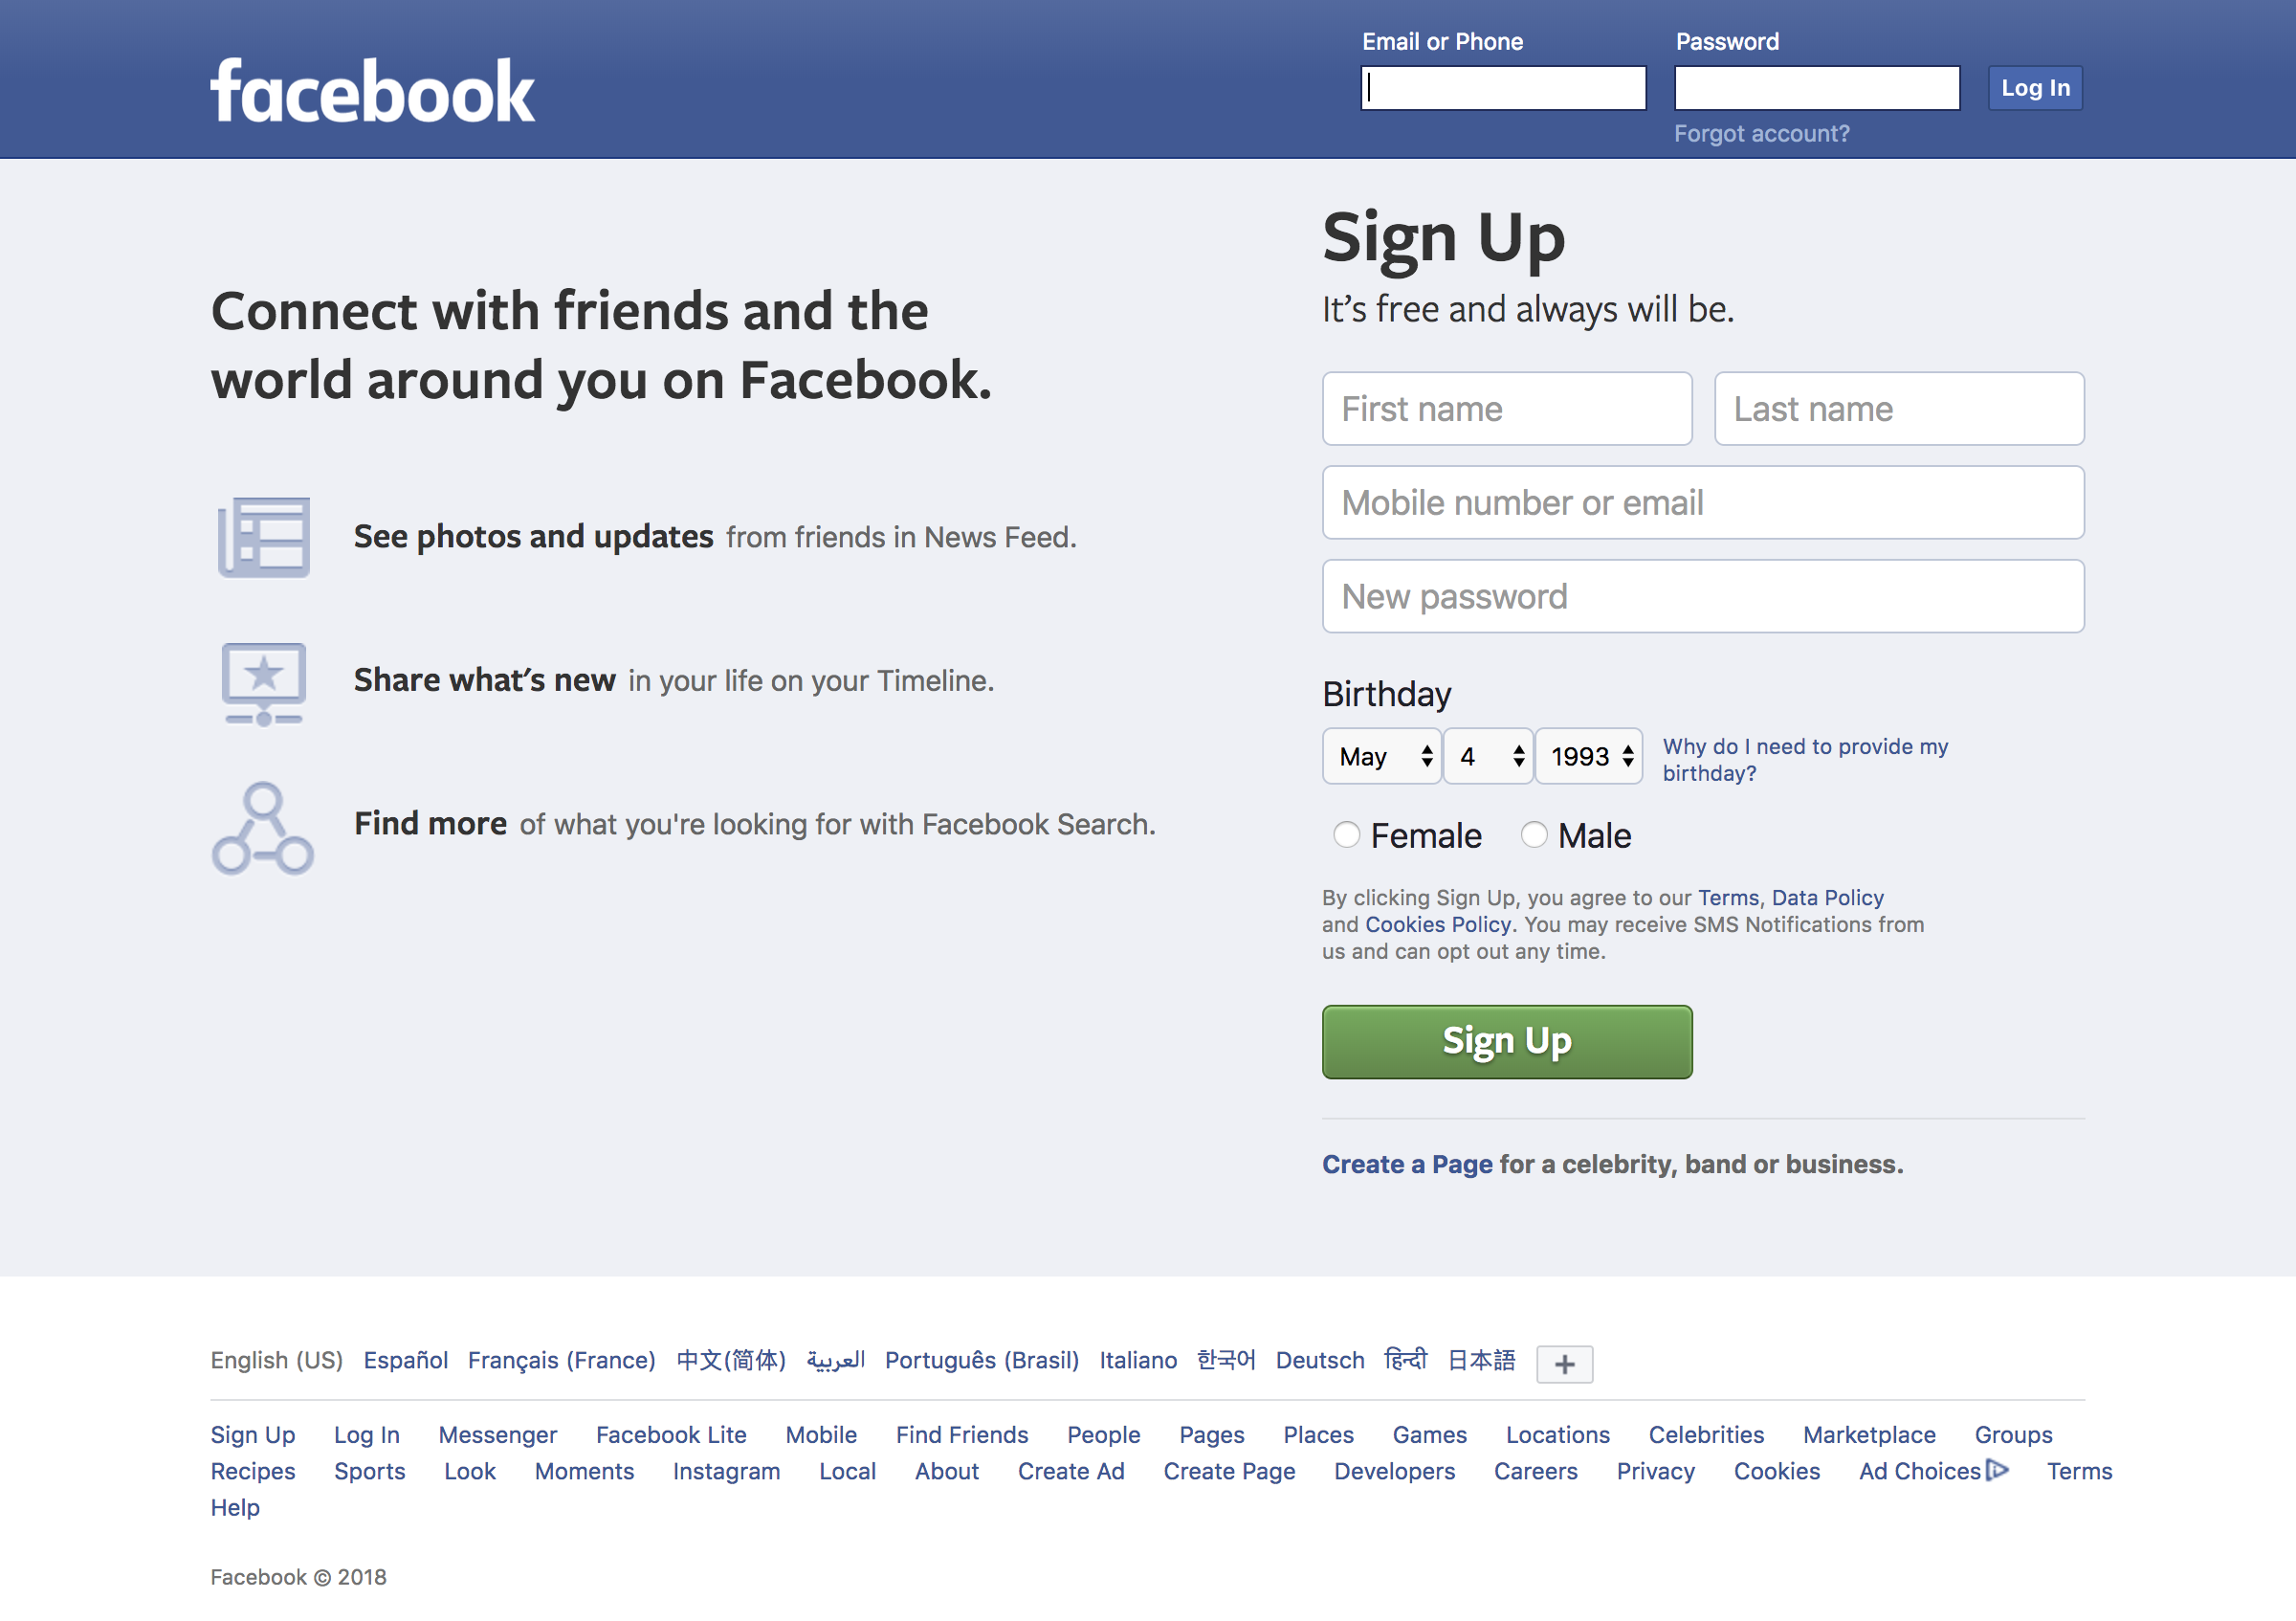 facebook
Email or Phone
Password
Log In
Forgot account?
Connect with friends and the
world around you on Facebook.
See photos and updates from friends in News Feed.
Share what's new in your life on your Timeline.
Find more of what you're looking for with Facebook Search.
Sign Up
It’s free and always will be.
First name Last name
Mobile number or email
New password
Birthday
May 4 1993
Why do I need to provide my
birthday?
Female Male
By clicking Sign Up, you agree to our Terms, Data Policy
and Cookies Policy. You may receive SMS Notifications from
us and can opt out any time.
Sign Up
Create a Page for a celebrity, band or business.
English (US) Español Français (France) 中文(简体) العربية Português (Brasil) Italiano 한국어 Deutsch हिन्दी 日本語 +
Sign Up Log In Messenger Facebook Lite Mobile Find Friends People Pages Places Games Locations Celebrities Marketplace Groups
Recipes Sports Look Moments Instagram Local About Create Ad Create Page Developers Careers Privacy Cookies Ad Choices Terms
Help
Facebook © 2018